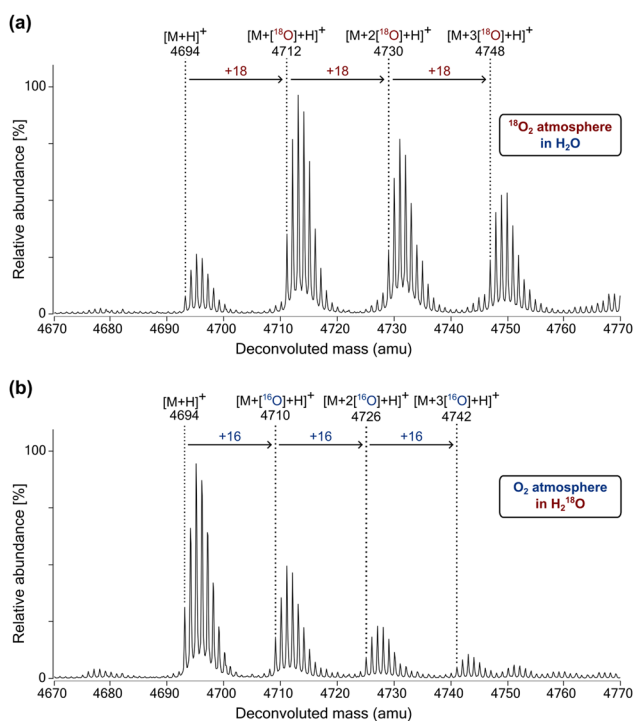 (a)
[M+H]⁺ [M+[¹⁸O]+H]⁺ [M+2[¹⁸O]+H]⁺ [M+3[¹⁸O]+H]⁺
4694 4712 4730 4748
+18 +18 +18
100
0
Relative abundance [%]
¹⁸O₂ atmosphere
in H₂O
4670 4680 4690 4700 4710 4720 4730 4740 4750 4760 4770
Deconvoluted mass (amu)
(b)
[M+H]⁺ [M+[¹⁶O]+H]⁺ [M+2[¹⁶O]+H]⁺ [M+3[¹⁶O]+H]⁺
4694 4710 4726 4742
+16 +16 +16
100
0
Relative abundance [%]
O₂ atmosphere
in H₂¹⁸O
4670 4680 4690 4700 4710 4720 4730 4740 4750 4760 4770
Deconvoluted mass (amu)